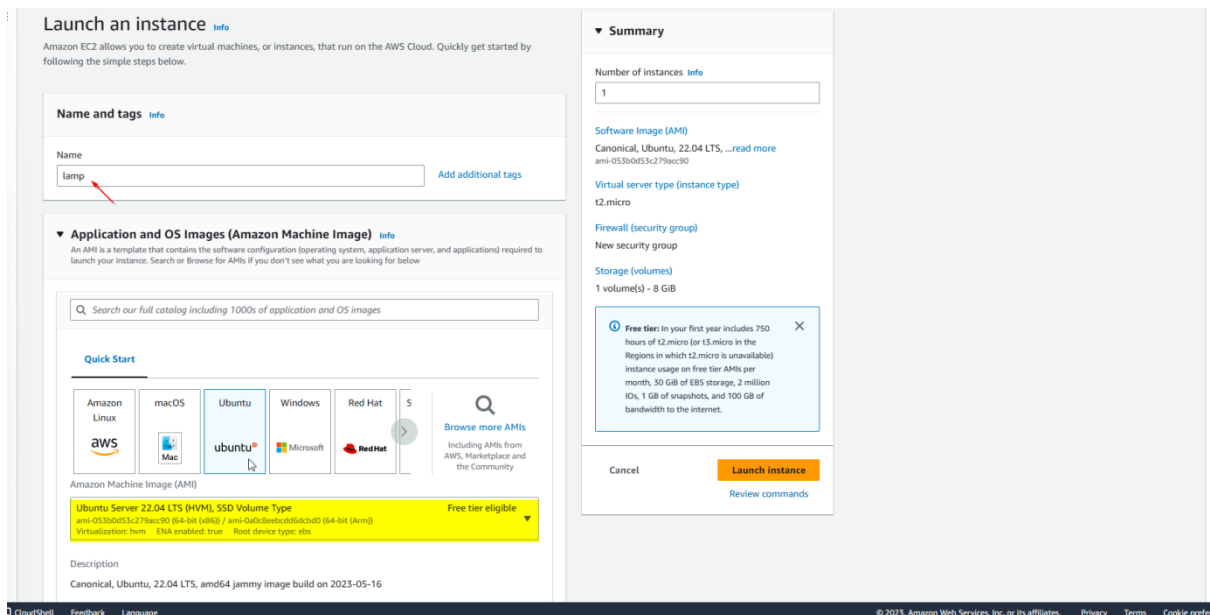 Launch an instance Info
Amazon EC2 allows you to create virtual machines, or instances, that run on the AWS Cloud. Quickly get started by
following the simple steps below.
Name and tags Info
Name
lamp
Add additional tags
Application and OS Images (Amazon Machine Image) Info
An AMI is a template that contains the software configuration (operating system, application server, and applications) required to
launch your instance. Search or Browse for AMIs if you don't see what you are looking for below
Search our full catalog including 1000s of application and OS images
Quick Start
Amazon
Linux
aws
macOS
Mac
Ubuntu
ubuntu
Windows
Microsoft
Red Hat
Red Hat
S
Browse more AMIs
Including AMIs from
AWS, Marketplace and
the Community
Amazon Machine Image (AMI)
Ubuntu Server 22.04 LTS (HVM), SSD Volume Type
Free tier eligible
ami-053b0d53c279acc90 (64-bit (x86)) / ami-0a0c8eebcdd6dcbd0 (64-bit (Arm))
Virtualization: hvm ENA enabled: true Root device type: ebs
Description
Canonical, Ubuntu, 22.04 LTS, amd64 jammy image build on 2023-05-16
Summary
Number of instances Info
1
Software Image (AMI)
Canonical, Ubuntu, 22.04 LTS, ...read more
ami-053b0d53c279acc90
Virtual server type (instance type)
t2.micro
Firewall (security group)
New security group
Storage (volumes)
1 volume(s) - 8 GiB
Free tier: In your first year includes 750
hours of t2.micro (or t3.micro in the
Regions in which t2.micro is unavailable)
instance usage on free tier AMIs per
month, 30 GiB of EBS storage, 2 million
IOs, 1 GB of snapshots, and 100 GB of
bandwidth to the internet.
Cancel
Launch instance
Review commands
CloudShell Feedback Language
© 2023, Amazon Web Services, Inc. or its affiliates. Privacy Terms Cookie prefe